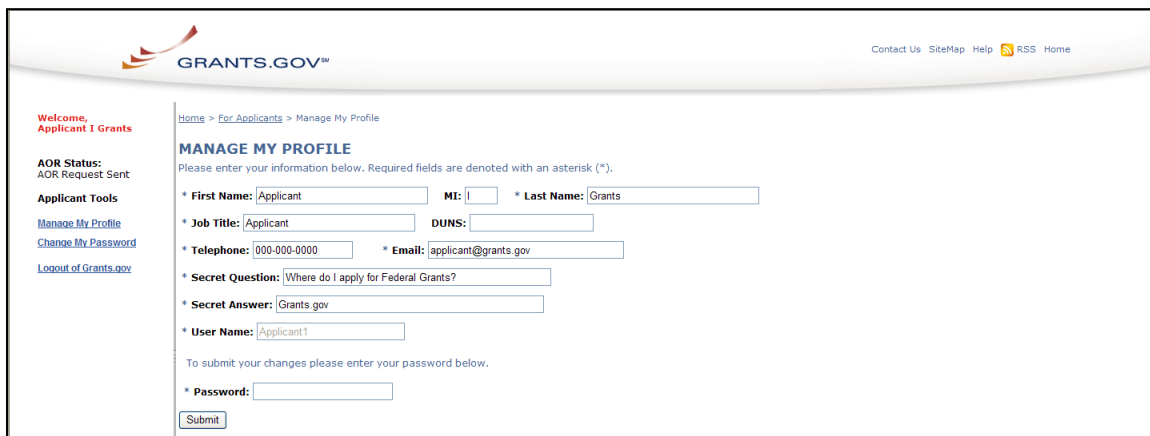 GRANTS.GOV℠
Contact Us SiteMap Help RSS Home
Welcome,
Applicant I Grants
AOR Status:
AOR Request Sent
Applicant Tools
Manage My Profile
Change My Password
Logout of Grants.gov
Home > For Applicants > Manage My Profile
MANAGE MY PROFILE
Please enter your information below. Required fields are denoted with an asterisk (*).
* First Name: Applicant MI: I * Last Name: Grants
* Job Title: Applicant DUNS:
* Telephone: 000-000-0000 * Email: applicant@grants.gov
* Secret Question: Where do I apply for Federal Grants?
* Secret Answer: Grants.gov
* User Name: Applicant1
To submit your changes please enter your password below.
* Password:
Submit